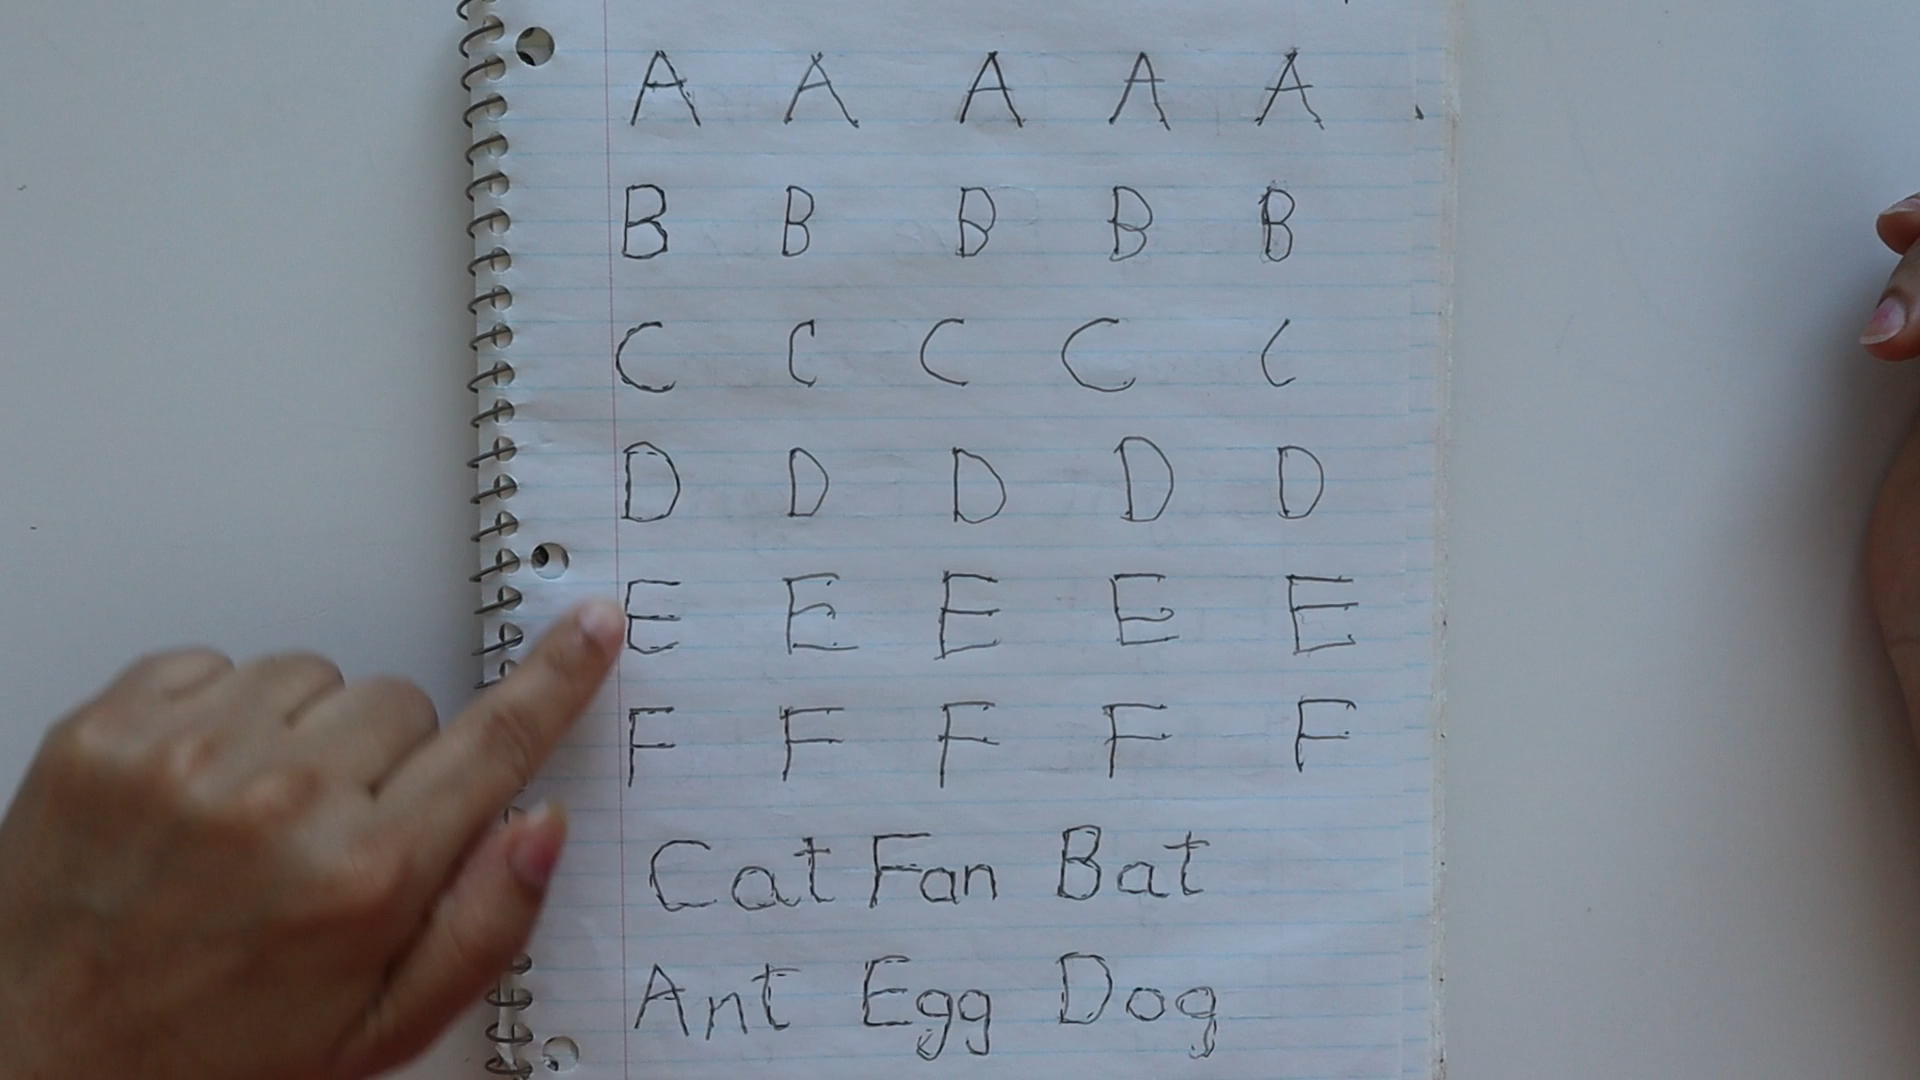 A A A A A
B B B B B
C C C C C
D D D D D
E E E E E
F F F F F
Cat Fan Bat
Ant Egg Dog